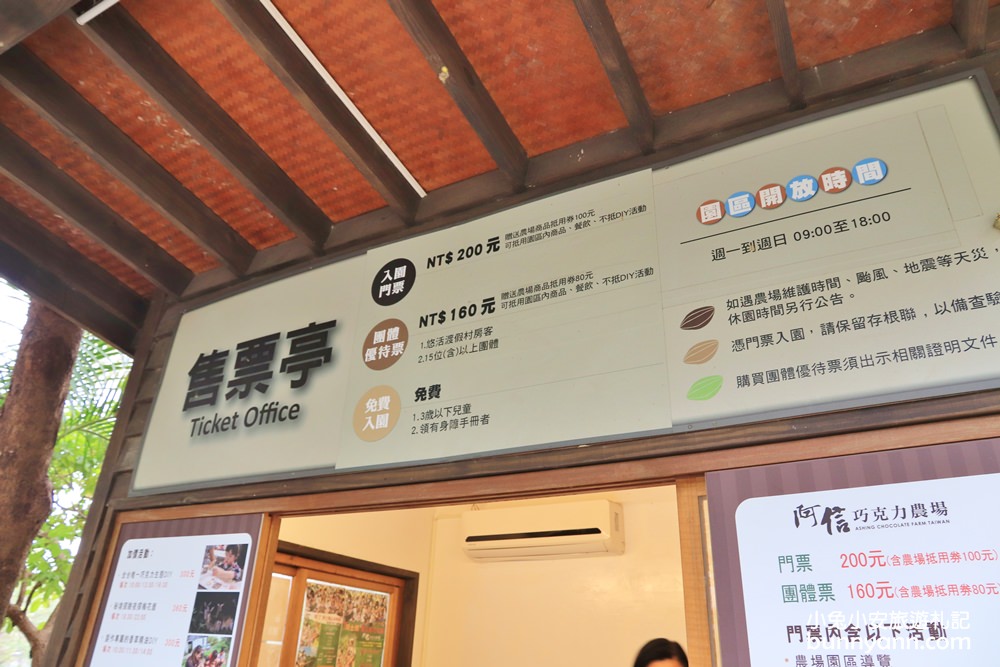 售票亭
Ticket Office
入園
門票
NT$ 200 元
贈送農場商品抵用券100元
可抵用園區內商品、餐飲、不抵DIY活動
團體
優待票
NT$ 160 元
贈送農場商品抵用券80元
可抵用園區內商品、餐飲、不抵DIY活動
1.悠活渡假村房客
2.15位(含)以上團體
免費
入園
免費
1.3歲以下兒童
2.領有身障手冊者
園區開放時間
週一到週日 09:00至18:00
如遇農場維護時間、颱風、地震等天災，
休園時間另行公告。
憑門票入園，請保留存根聯，以備查驗
購買團體優待票須出示相關證明文件
加價活動：
阿信巧克力農場
ASHING CHOCOLATE FARM TAIWAN
門票 200元(含農場抵用券100元)
團體票 160元(含農場抵用券80元
門票內含以下活動
農場園區導覽
小兔小安旅遊札記
bunnyann.com